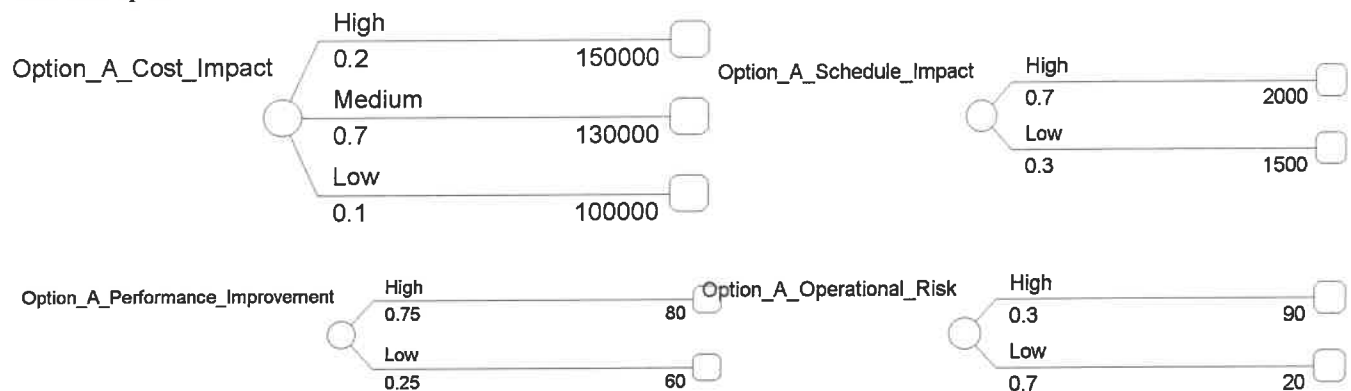 High
0.2 150000
Option_A_Cost_Impact
Medium
0.7 130000
Low
0.1 100000
Option_A_Schedule_Impact
High
0.7 2000
Low
0.3 1500
Option_A_Performance_Improvement
High
0.75 80
Low
0.25 60
Option_A_Operational_Risk
High
0.3 90
Low
0.7 20